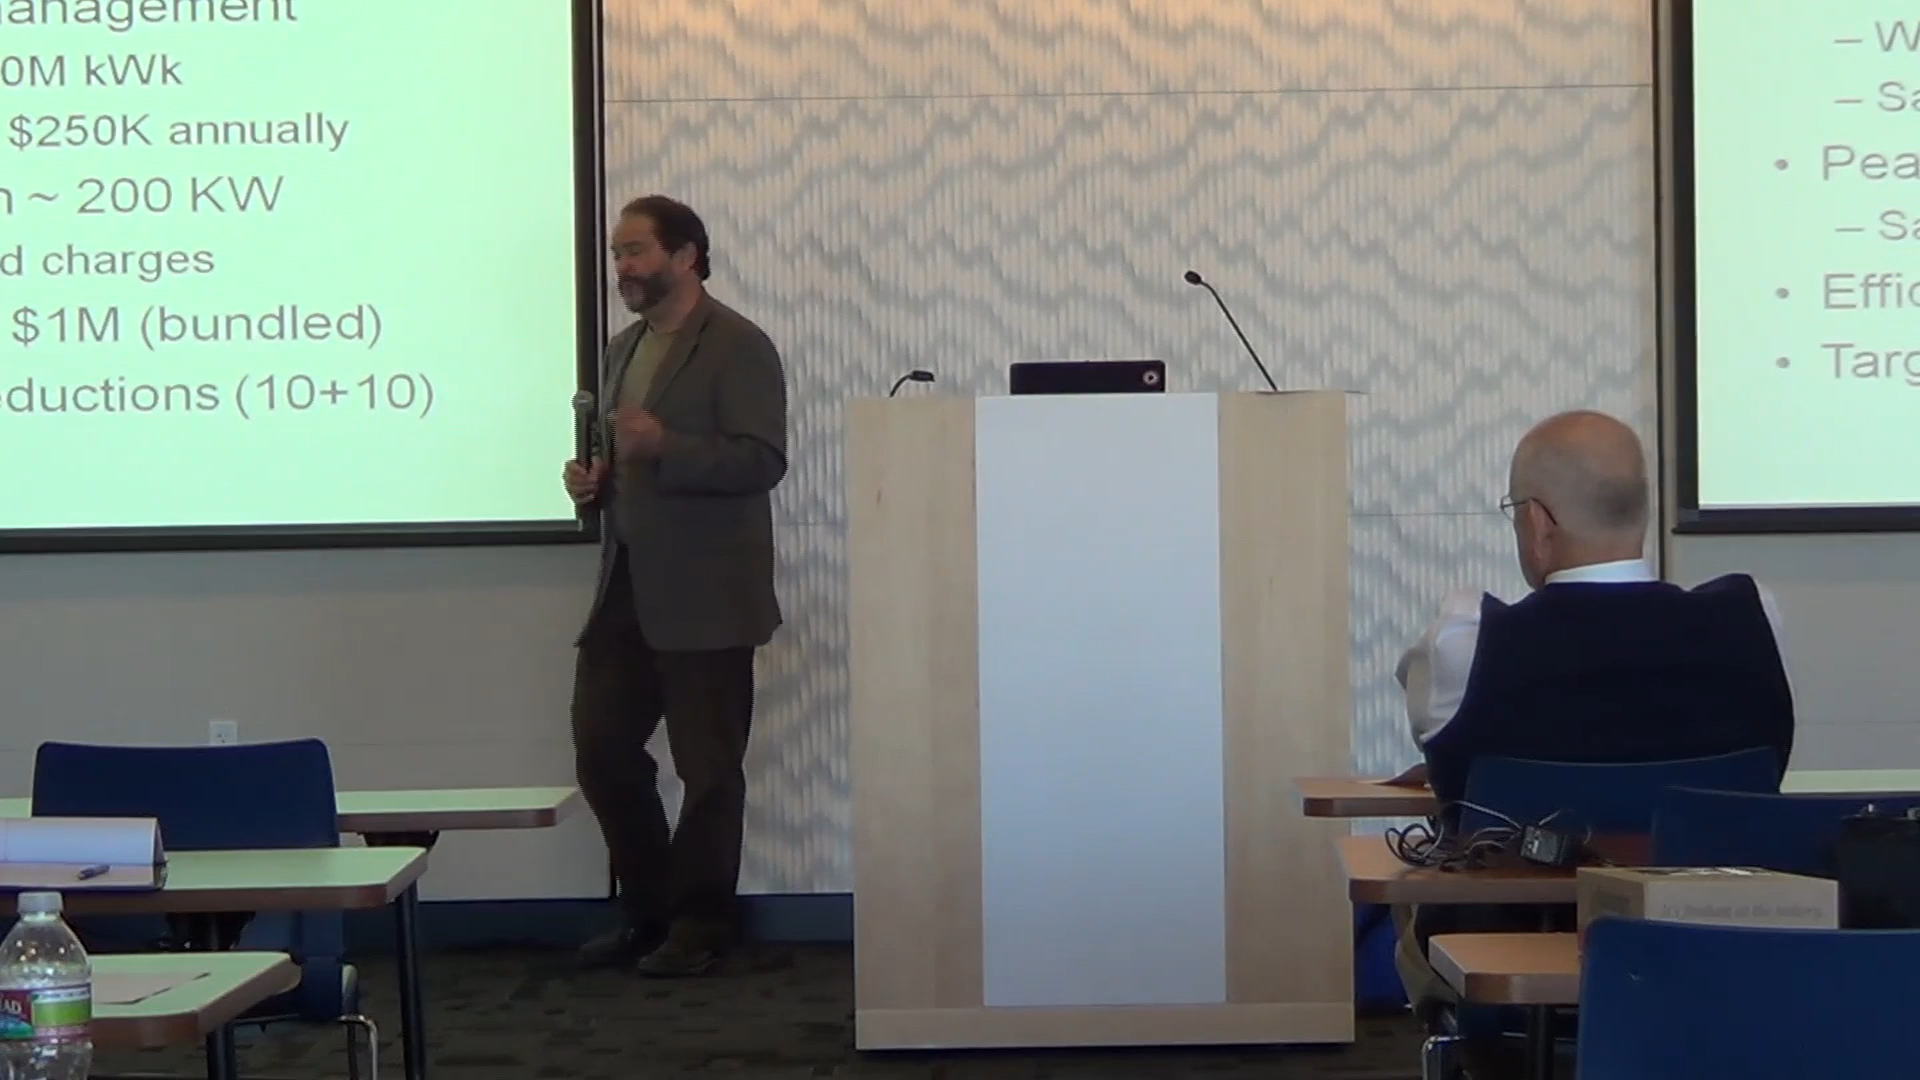 anagement
0M kWk
$250K annually
~ 200 KW
d charges
$1M (bundled)
eductions (10+10)
– W
– Sa
• Pea
– Sa
• Effic
• Targ